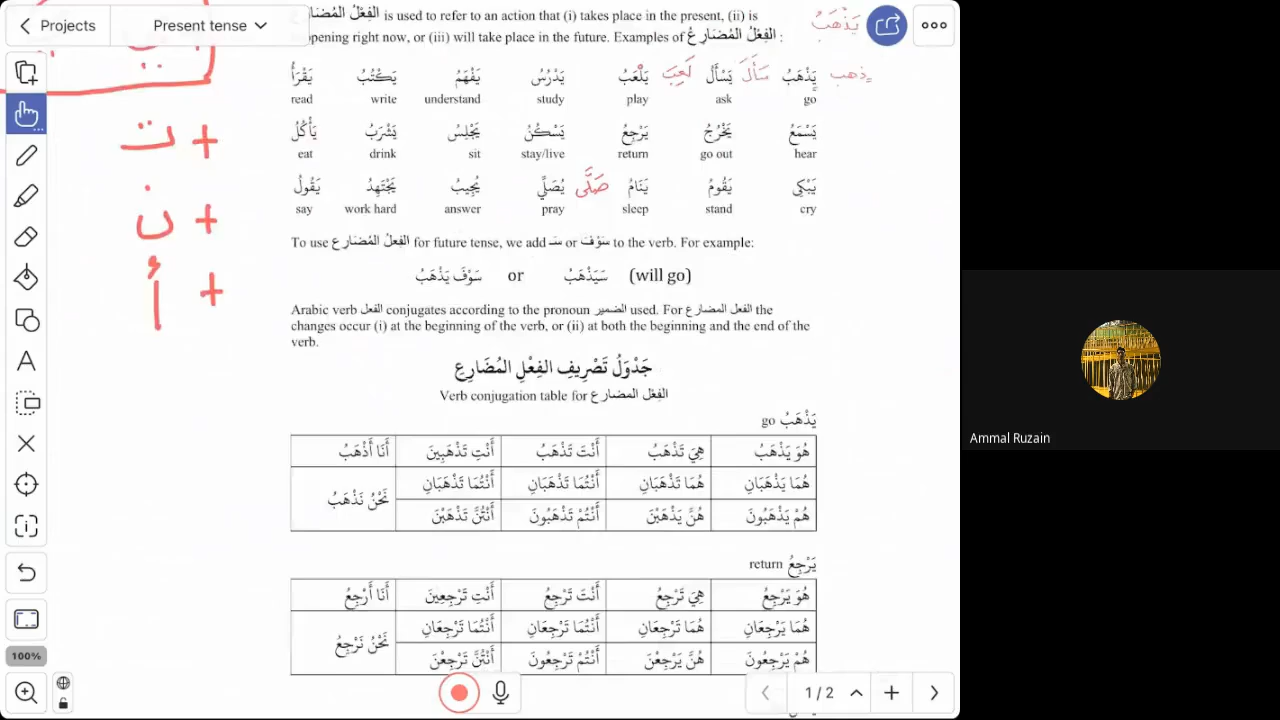 Projects
Present tense
الفِعْلُ المُضَارِعُ is used to refer to an action that (i) takes place in the present, (ii) is
يَذْهَبُ
opening right now, or (iii) will take place in the future. Examples of الفِعْلُ المُضَارِعُ:
يَذْهَبُ يَسْأَلُ سَأَلَ يَلْعَبُ لَعِبَ يَدْرُسُ يَفْهَمُ يَكْتُبُ يَقْرَأُ
go ask play study understand write read
يَسْمَعُ يَخْرُجُ يَرْجِعُ يَسْكُنُ يَجْلِسُ يَشْرَبُ يَأْكُلُ
hear go out return stay/live sit drink eat
يَبْكِي يَقُومُ يَنَامُ صَلَّى يُصَلِّي يُجِيبُ يَجْتَهِدُ يَقُولُ
cry stand sleep pray answer work hard say
+ ت
+ ن
+ أ
To use الفِعْلُ المُضَارِع for future tense, we add سَـ or سَوْفَ to the verb. For example:
سَوْفَ يَذْهَبُ or سَيَذْهَبُ (will go)
Arabic verb الفعل conjugates according to the pronoun الضمير used. For الفعل المضارع the
changes occur (i) at the beginning of the verb, or (ii) at both the beginning and the end of the
verb.
جَدْوَلُ تَصْرِيفِ الفِعْلِ المُضَارِعِ
Verb conjugation table for الفِعْل المضارع
يَذْهَبُ go
هُوَ يَذْهَبُ هِيَ تَذْهَبُ أَنْتَ تَذْهَبُ أَنْتِ تَذْهَبِينَ أَنَا أَذْهَبُ
هُمَا يَذْهَبَانِ هُمَا تَذْهَبَانِ أَنْتُمَا تَذْهَبَانِ أَنْتُمَا تَذْهَبَانِ نَحْنُ نَذْهَبُ
هُمْ يَذْهَبُونَ هُنَّ يَذْهَبْنَ أَنْتُمْ تَذْهَبُونَ أَنْتُنَّ تَذْهَبْنَ
يَرْجِعُ return
هُوَ يَرْجِعُ هِيَ تَرْجِعُ أَنْتَ تَرْجِعُ أَنْتِ تَرْجِعِينَ أَنَا أَرْجِعُ
هُمَا يَرْجِعَانِ هُمَا تَرْجِعَانِ أَنْتُمَا تَرْجِعَانِ أَنْتُمَا تَرْجِعَانِ نَحْنُ نَرْجِعُ
هُمْ يَرْجِعُونَ هُنَّ يَرْجِعْنَ أَنْتُمْ تَرْجِعُونَ أَنْتُنَّ تَرْجِعْنَ
100%
1 / 2
Ammal Ruzain